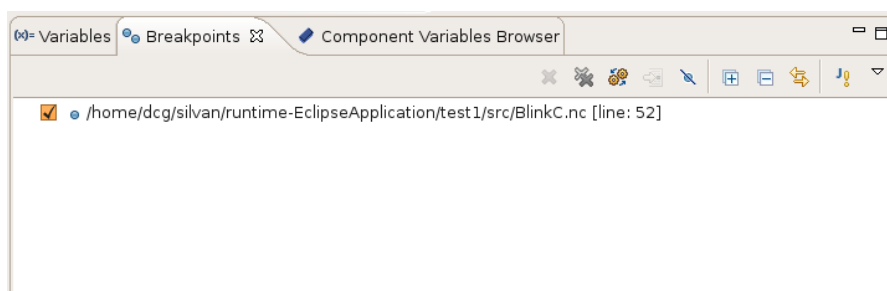 (x)= Variables Breakpoints Component Variables Browser
J!
/home/dcg/silvan/runtime-EclipseApplication/test1/src/BlinkC.nc [line: 52]